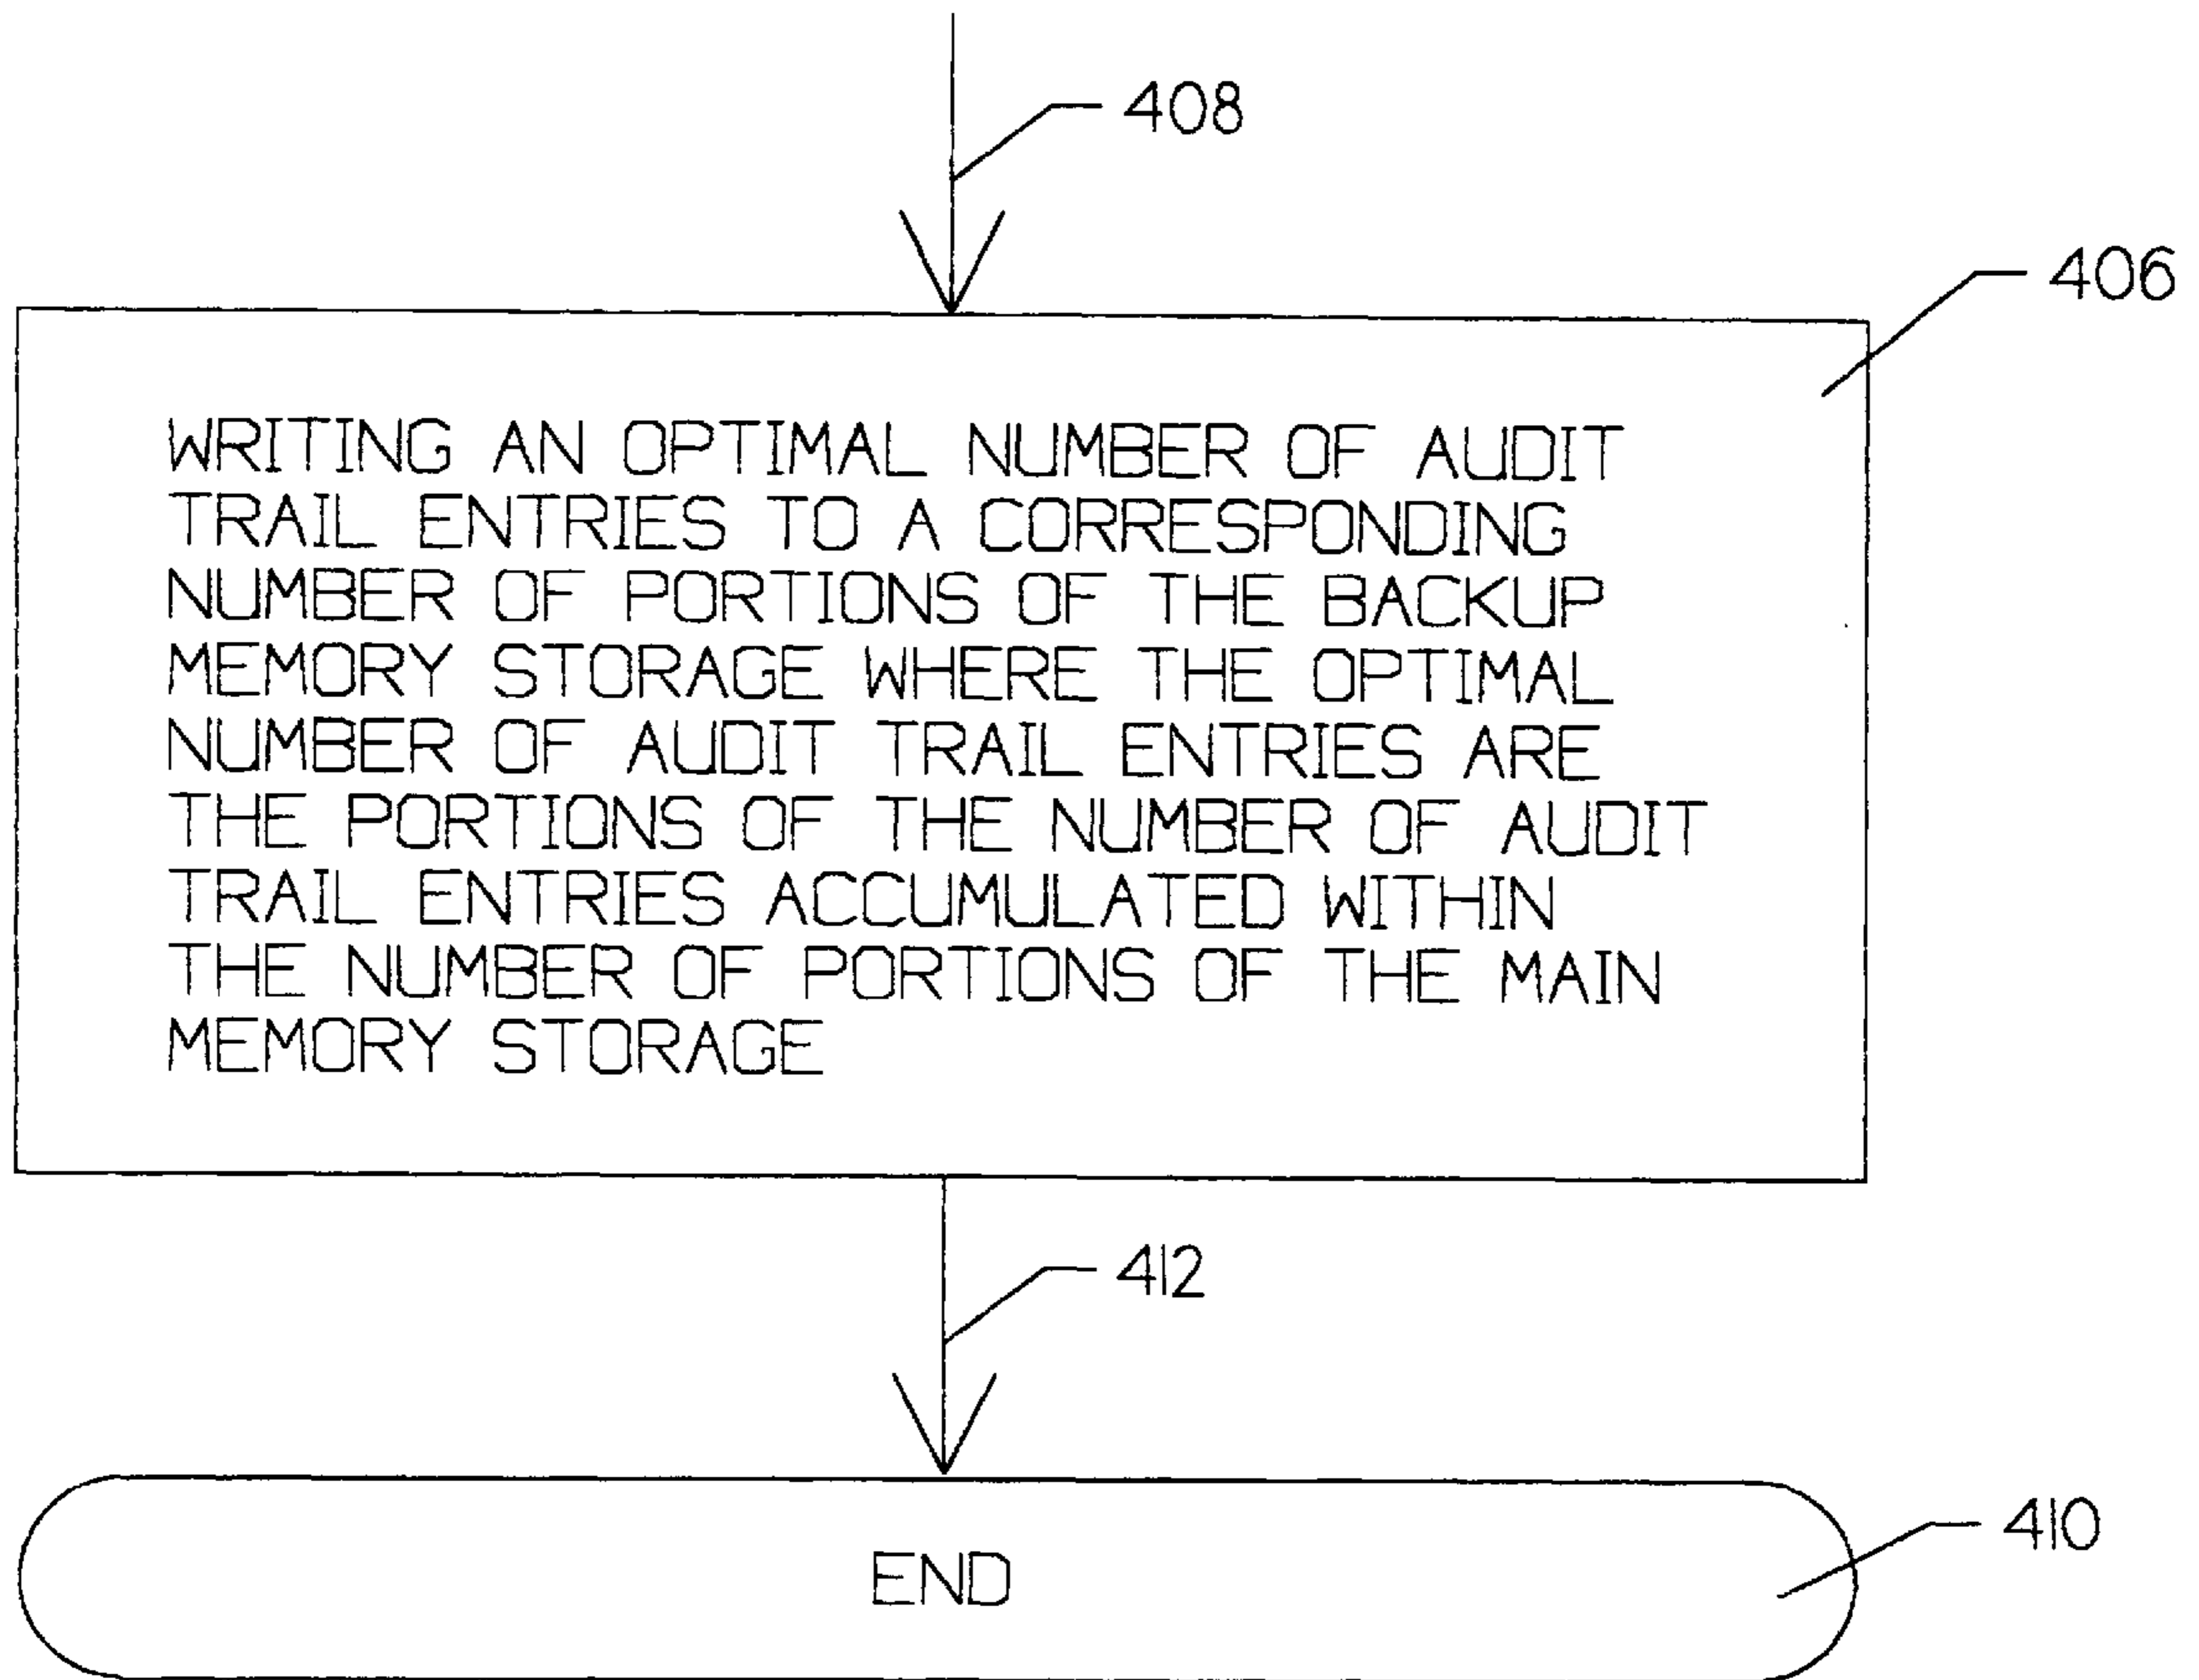 408
406
WRITING AN OPTIMAL NUMBER OF AUDIT
TRAIL ENTRIES TO A CORRESPONDING
NUMBER OF PORTIONS OF THE BACKUP
MEMORY STORAGE WHERE THE OPTIMAL
NUMBER OF AUDIT TRAIL ENTRIES ARE
THE PORTIONS OF THE NUMBER OF AUDIT
TRAIL ENTRIES ACCUMULATED WITHIN
THE NUMBER OF PORTIONS OF THE MAIN
MEMORY STORAGE
412
410
END